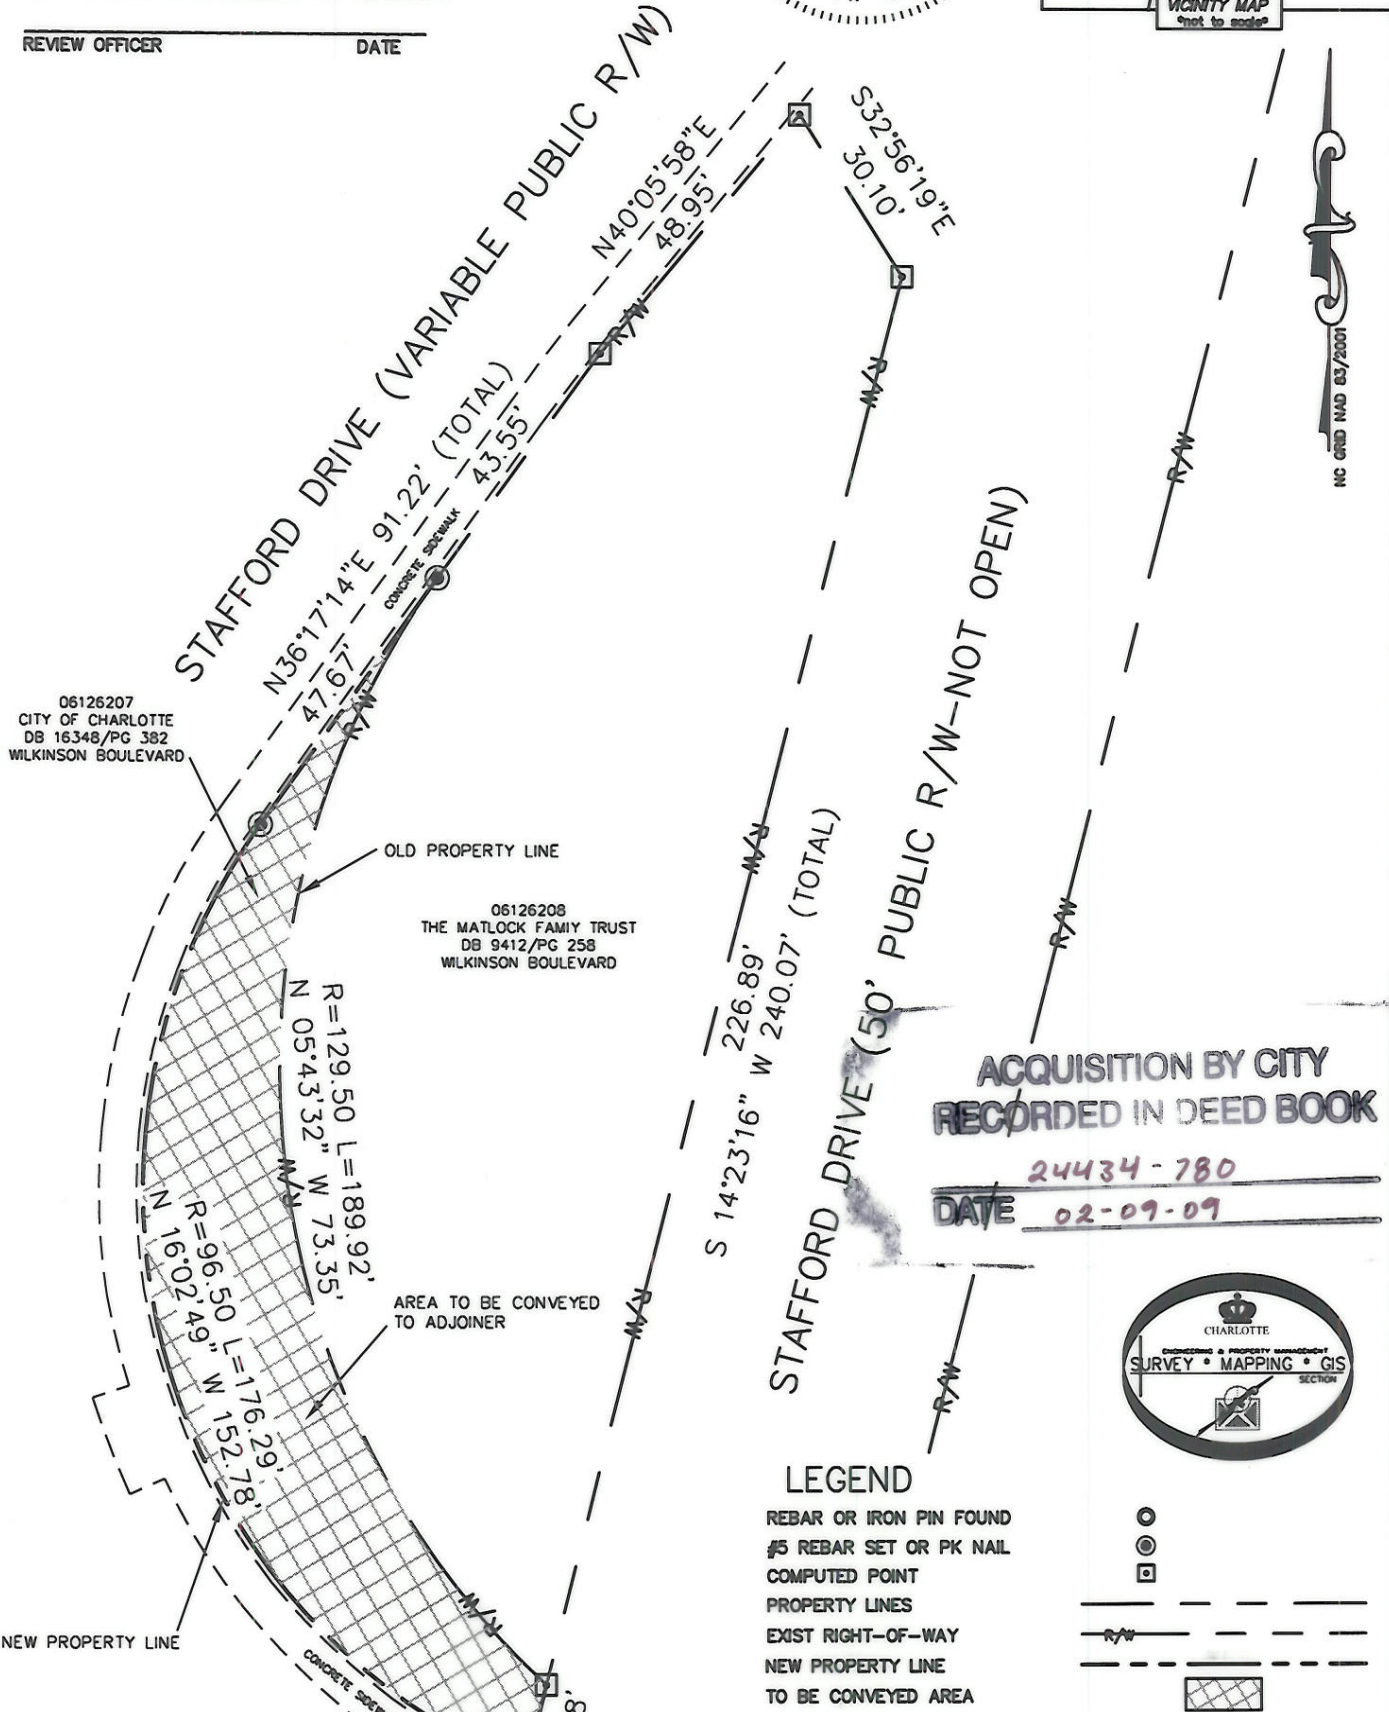 REVIEW OFFICER DATE
VICINITY MAP
"not to scale"
STAFFORD DRIVE (VARIABLE PUBLIC R/W)
N40°05'58"E
48.95'
S32°56'19"E
30.10'
R/W
R/W
R/W
NC GRID NAD 83/2001
N36°17'14"E 91.22' (TOTAL)
43.55'
47.67'
CONCRETE SIDEWALK
R/W
06126207
CITY OF CHARLOTTE
DB 16348/PG 382
WILKINSON BOULEVARD
OLD PROPERTY LINE
06126208
THE MATLOCK FAMIY TRUST
DB 9412/PG 258
WILKINSON BOULEVARD
R/W
R/W
226.89'
S 14°23'16" W 240.07' (TOTAL)
STAFFORD DRIVE (50' PUBLIC R/W-NOT OPEN)
R=129.50 L=189.92'
N 05°43'32" W 73.35'
R/W
R=96.50 L=176.29'
N 16°02'49" W 152.78'
ACQUISITION BY CITY
RECORDED IN DEED BOOK
24434-780
DATE 02-09-09
AREA TO BE CONVEYED
TO ADJOINER
R/W
R/W
CHARLOTTE
ENGINEERING & PROPERTY MANAGEMENT
SURVEY * MAPPING * GIS
SECTION
LEGEND
REBAR OR IRON PIN FOUND
#5 REBAR SET OR PK NAIL
COMPUTED POINT
PROPERTY LINES
EXIST RIGHT-OF-WAY R/W
NEW PROPERTY LINE
TO BE CONVEYED AREA
R/W
NEW PROPERTY LINE
CONCRETE
8'